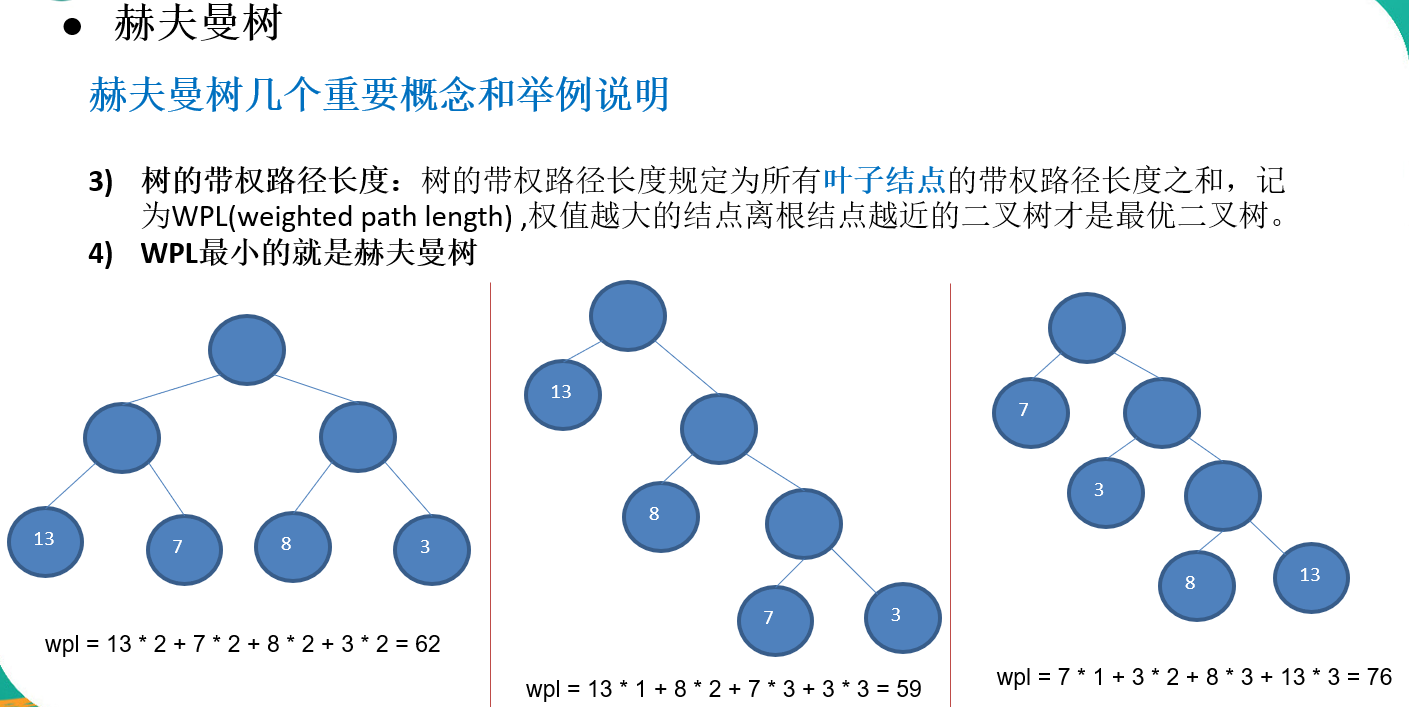 ● 赫夫曼树
赫夫曼树几个重要概念和举例说明
3) 树的带权路径长度：树的带权路径长度规定为所有叶子结点的带权路径长度之和，记
为WPL(weighted path length) ,权值越大的结点离根结点越近的二叉树才是最优二叉树。
4) WPL最小的就是赫夫曼树
13
7
8
3
wpl = 13 * 2 + 7 * 2 + 8 * 2 + 3 * 2 = 62
13
8
7
3
wpl = 13 * 1 + 8 * 2 + 7 * 3 + 3 * 3 = 59
7
3
8
13
wpl = 7 * 1 + 3 * 2 + 8 * 3 + 13 * 3 = 76